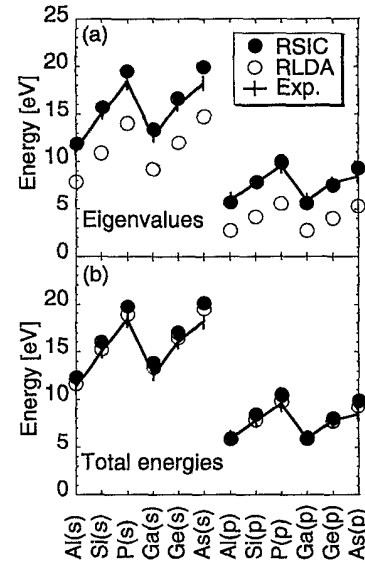 25
(a)
RSIC
RLDA
Exp.
20
15
10
5
0
Energy [eV]
Eigenvalues
(b)
20
15
10
5
0
Energy [eV]
Total energies
Al(s)
Si(s)
P(s)
Ga(s)
Ge(s)
As(s)
Al(p)
Si(p)
P(p)
Ga(p)
Ge(p)
As(p)